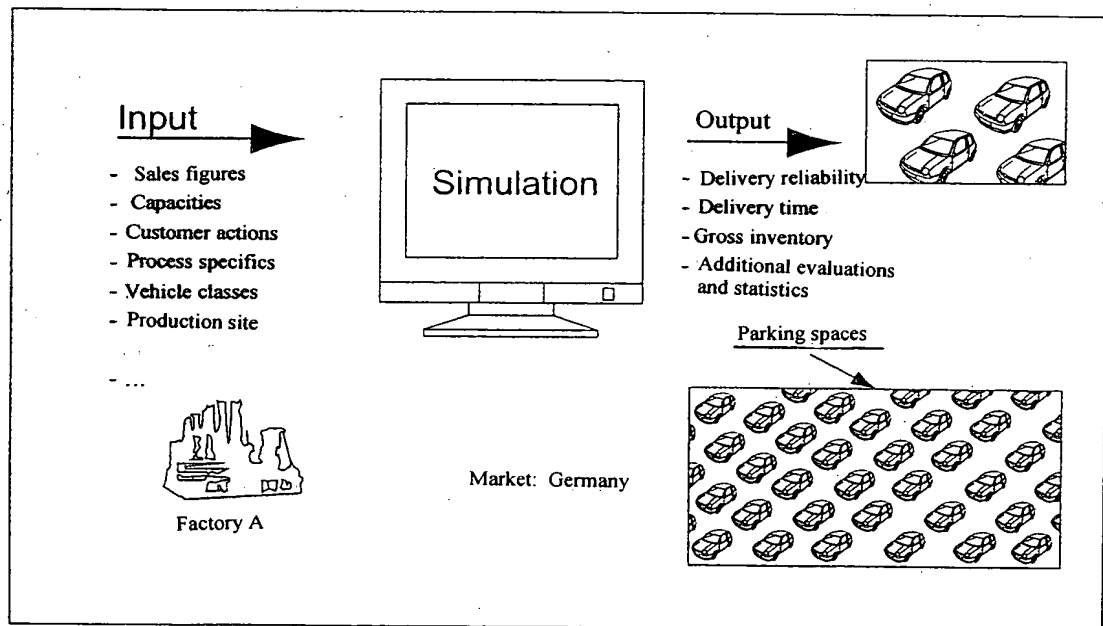 Input
- Sales figures
- Capacities
- Customer actions
- Process specifics
- Vehicle classes
- Production site
- ...
Factory A
Simulation
Market: Germany
Output
- Delivery reliability
- Delivery time
- Gross inventory
- Additional evaluations
and statistics
Parking spaces